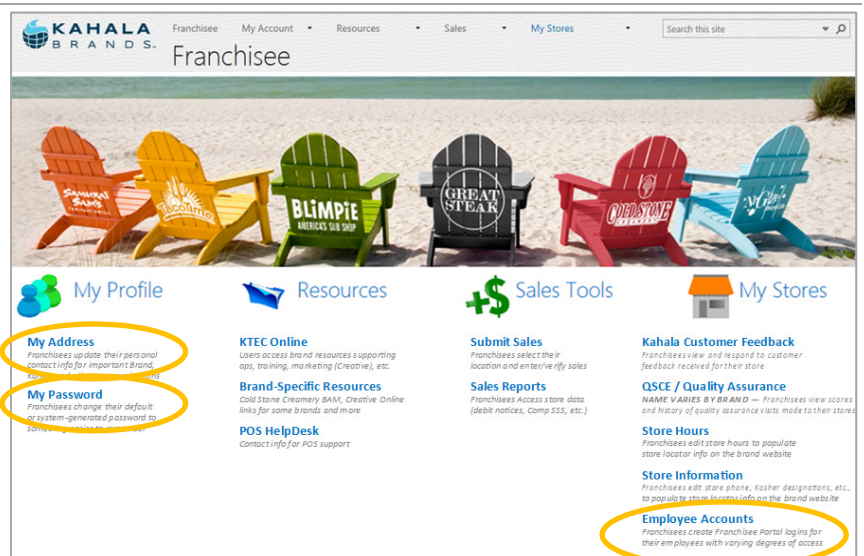 KAHALA
BRANDS
Franchisee My Account Resources Sales My Stores
Search this site
Franchisee
SAMURAI
SAM'S
TacoTime
BLIMPIE
AMERICA'S SUB SHOP
GREAT
STEAK
COLD STONE
CREAMERY
My Profile
Resources
Sales Tools
My Stores
My Address
Franchisees update their personal
contact info for important Brand,
My Password
Franchisees change their default
or system-generated password to
KTEC Online
Users access brand resources supporting
ops, training, marketing (Creative), etc.
Brand-Specific Resources
Cold Stone Creamery BAM, Creative Online
links for some brands and more
POS HelpDesk
Contact info for POS support
Submit Sales
Franchisees select their
location and enter/verify sales
Sales Reports
Franchisees Access store data
(debit notices, Comp SSS, etc.)
Kahala Customer Feedback
Franchisees view and respond to customer
feedback received for their store
QSCE / Quality Assurance
NAME VARIES BY BRAND — Franchisees view scores
and history of quality assurance visits made to their stores
Store Hours
Franchisees edit store hours to populate
store locator info on the brand website
Store Information
Franchisees edit store phone, Kosher designations, etc.,
to populate store locator info on the brand website
Employee Accounts
Franchisees create Franchisee Portal logins for
their employees with varying degrees of access